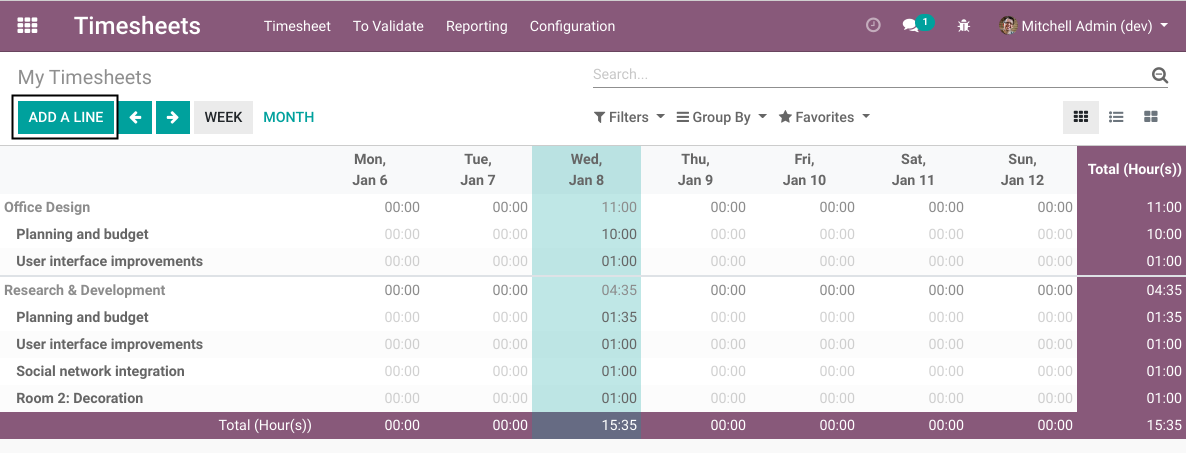 Timesheets Timesheet To Validate Reporting Configuration 1 Mitchell Admin (dev)
My Timesheets Search...
ADD A LINE WEEK MONTH Filters Group By Favorites
Mon, Tue, Wed, Thu, Fri, Sat, Sun, Total (Hour(s))
Jan 6 Jan 7 Jan 8 Jan 9 Jan 10 Jan 11 Jan 12
Office Design 00:00 00:00 11:00 00:00 00:00 00:00 00:00 11:00
Planning and budget 00:00 00:00 10:00 00:00 00:00 00:00 00:00 10:00
User interface improvements 00:00 00:00 01:00 00:00 00:00 00:00 00:00 01:00
Research & Development 00:00 00:00 04:35 00:00 00:00 00:00 00:00 04:35
Planning and budget 00:00 00:00 01:35 00:00 00:00 00:00 00:00 01:35
User interface improvements 00:00 00:00 01:00 00:00 00:00 00:00 00:00 01:00
Social network integration 00:00 00:00 01:00 00:00 00:00 00:00 00:00 01:00
Room 2: Decoration 00:00 00:00 01:00 00:00 00:00 00:00 00:00 01:00
Total (Hour(s)) 00:00 00:00 15:35 00:00 00:00 00:00 00:00 15:35